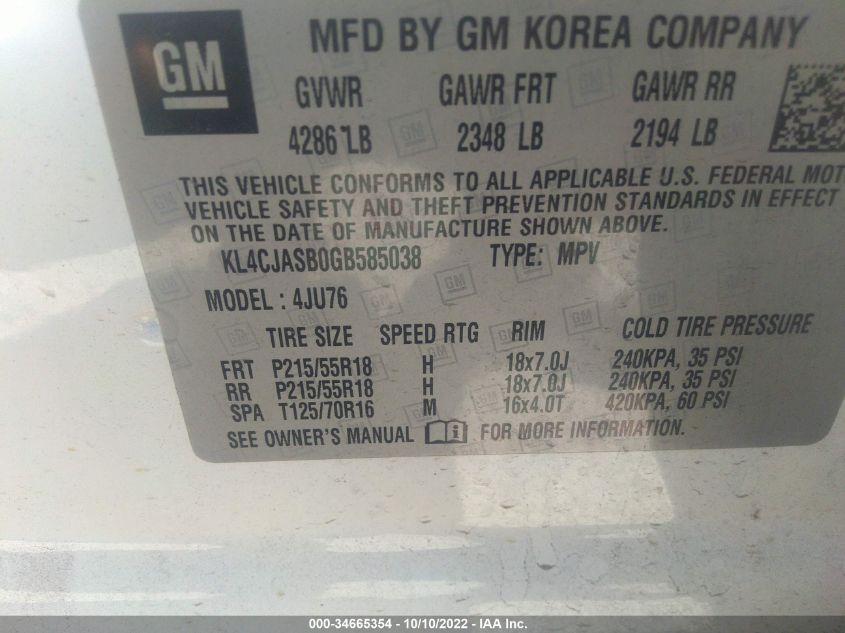 GM
MFD BY GM KOREA COMPANY
GVWR GAWR FRT GAWR RR
4286 LB 2348 LB 2194 LB
THIS VEHICLE CONFORMS TO ALL APPLICABLE U.S. FEDERAL MOT
VEHICLE SAFETY AND THEFT PREVENTION STANDARDS IN EFFECT
ON THE DATE OF MANUFACTURE SHOWN ABOVE.
KL4CJASB0GB585038 TYPE: MPV
MODEL : 4JU76
TIRE SIZE SPEED RTG RIM COLD TIRE PRESSURE
FRT P215/55R18 H 18x7.0J 240KPA, 35 PSI
RR P215/55R18 H 18x7.0J 240KPA, 35 PSI
SPA T125/70R16 M 16x4.0T 420KPA, 60 PSI
SEE OWNER'S MANUAL FOR MORE INFORMATION.
000-34665354 - 10/10/2022 - IAA Inc.